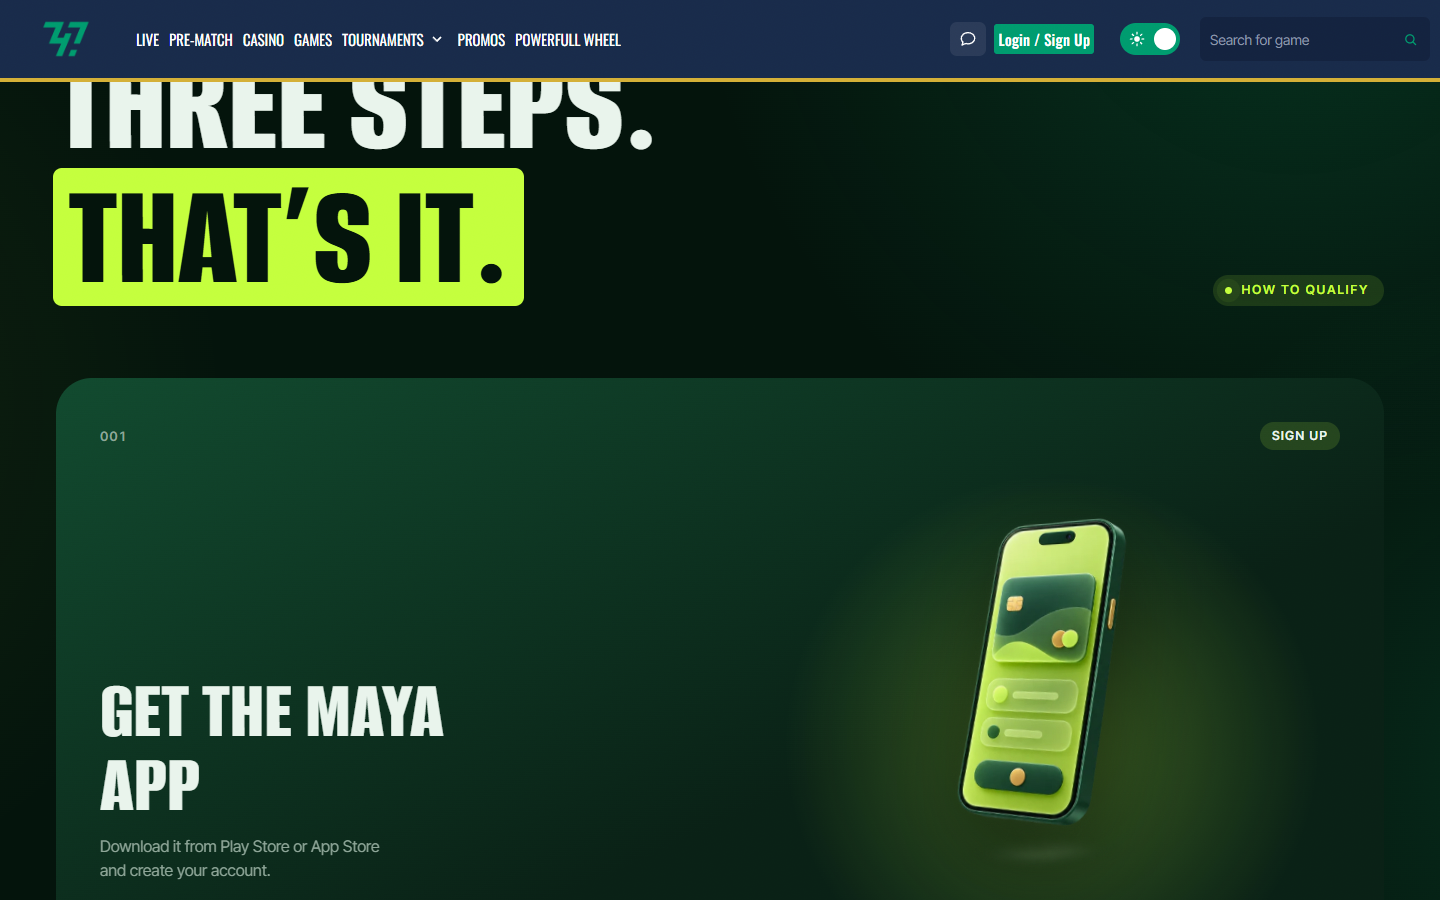 LIVE PRE-MATCH CASINO GAMES TOURNAMENTS PROMOS POWERFULL WHEEL Login / Sign Up Search for game
THREE STEPS.
THAT'S IT.
HOW TO QUALIFY
001
SIGN UP
GET THE MAYA
APP
Download it from Play Store or App Store
and create your account.